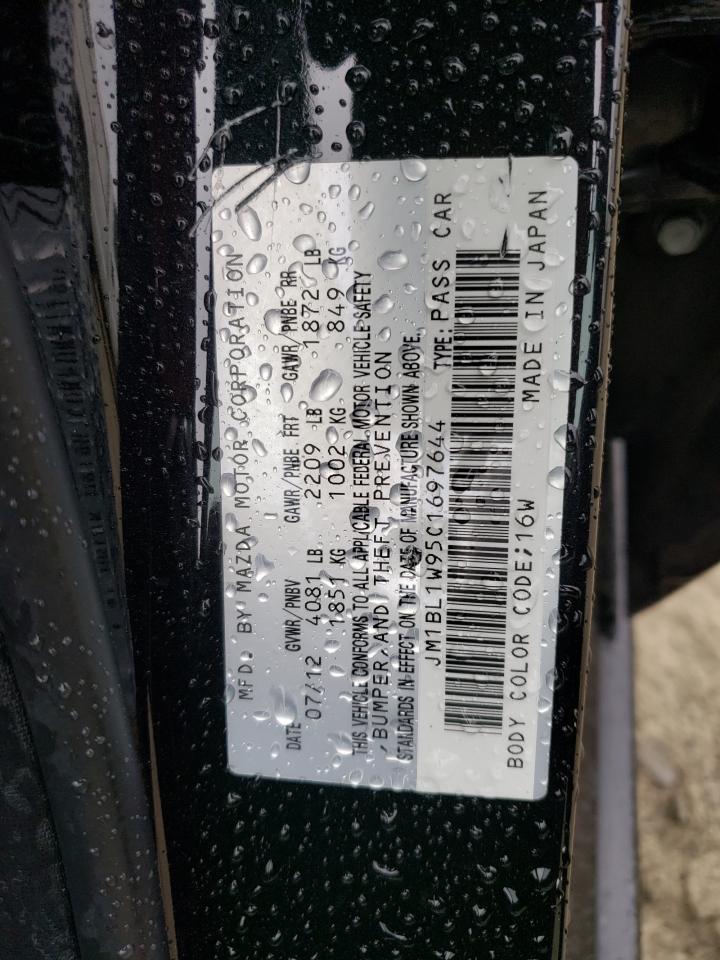 MFD. BY MAZDA MOTOR CORPORATION
DATE GVWR/PNBV GAWR/PNBE FRT GAWR/PNBE RR
07/12 4081 LB 2209 LB 1872 LB
1851 KG 1002 KG 849 KG
THIS VEHICLE CONFORMS TO ALL APPLICABLE FEDERAL MOTOR VEHICLE SAFETY
,BUMPER,AND THEFT PREVENTION
STANDARDS IN EFFECT ON THE DATE OF MANUFACTURE SHOWN ABOVE.
JM1BL1W95C1697644 TYPE: PASS CAR
BODY COLOR CODE;16W MADE IN JAPAN